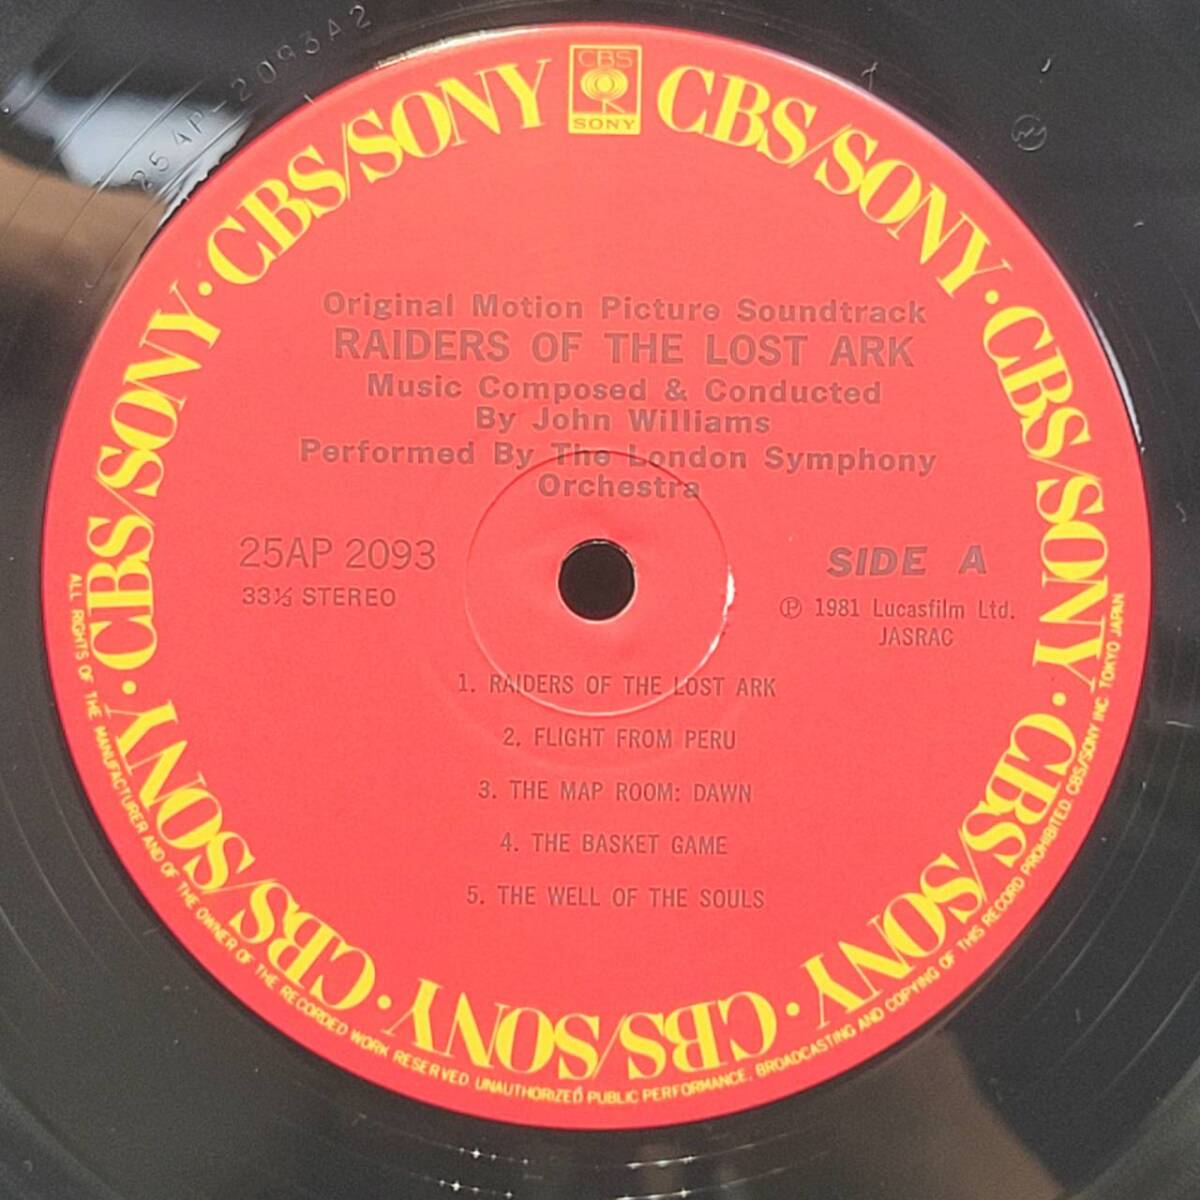 25AP-2093A2
CBS
SONY
CBS/SONY · CBS/SONY · CBS/SONY · CBS/SONY · CBS/SONY · CBS/SONY · CBS/SONY · CBS/SONY
Original Motion Picture Soundtrack
RAIDERS OF THE LOST ARK
Music Composed & Conducted
By John Williams
Performed By The London Symphony
Orchestra
25AP 2093
33⅓ STEREO
SIDE A
Ⓟ 1981 Lucasfilm Ltd.
JASRAC
1. RAIDERS OF THE LOST ARK
2. FLIGHT FROM PERU
3. THE MAP ROOM: DAWN
4. THE BASKET GAME
5. THE WELL OF THE SOULS
ALL RIGHTS OF THE MANUFACTURER AND OF THE OWNER OF THE RECORDED WORK RESERVED UNAUTHORIZED PUBLIC PERFORMANCE, BROADCASTING AND COPYING OF THIS RECORD PROHIBITED CBS/SONY INC TOKYO JAPAN